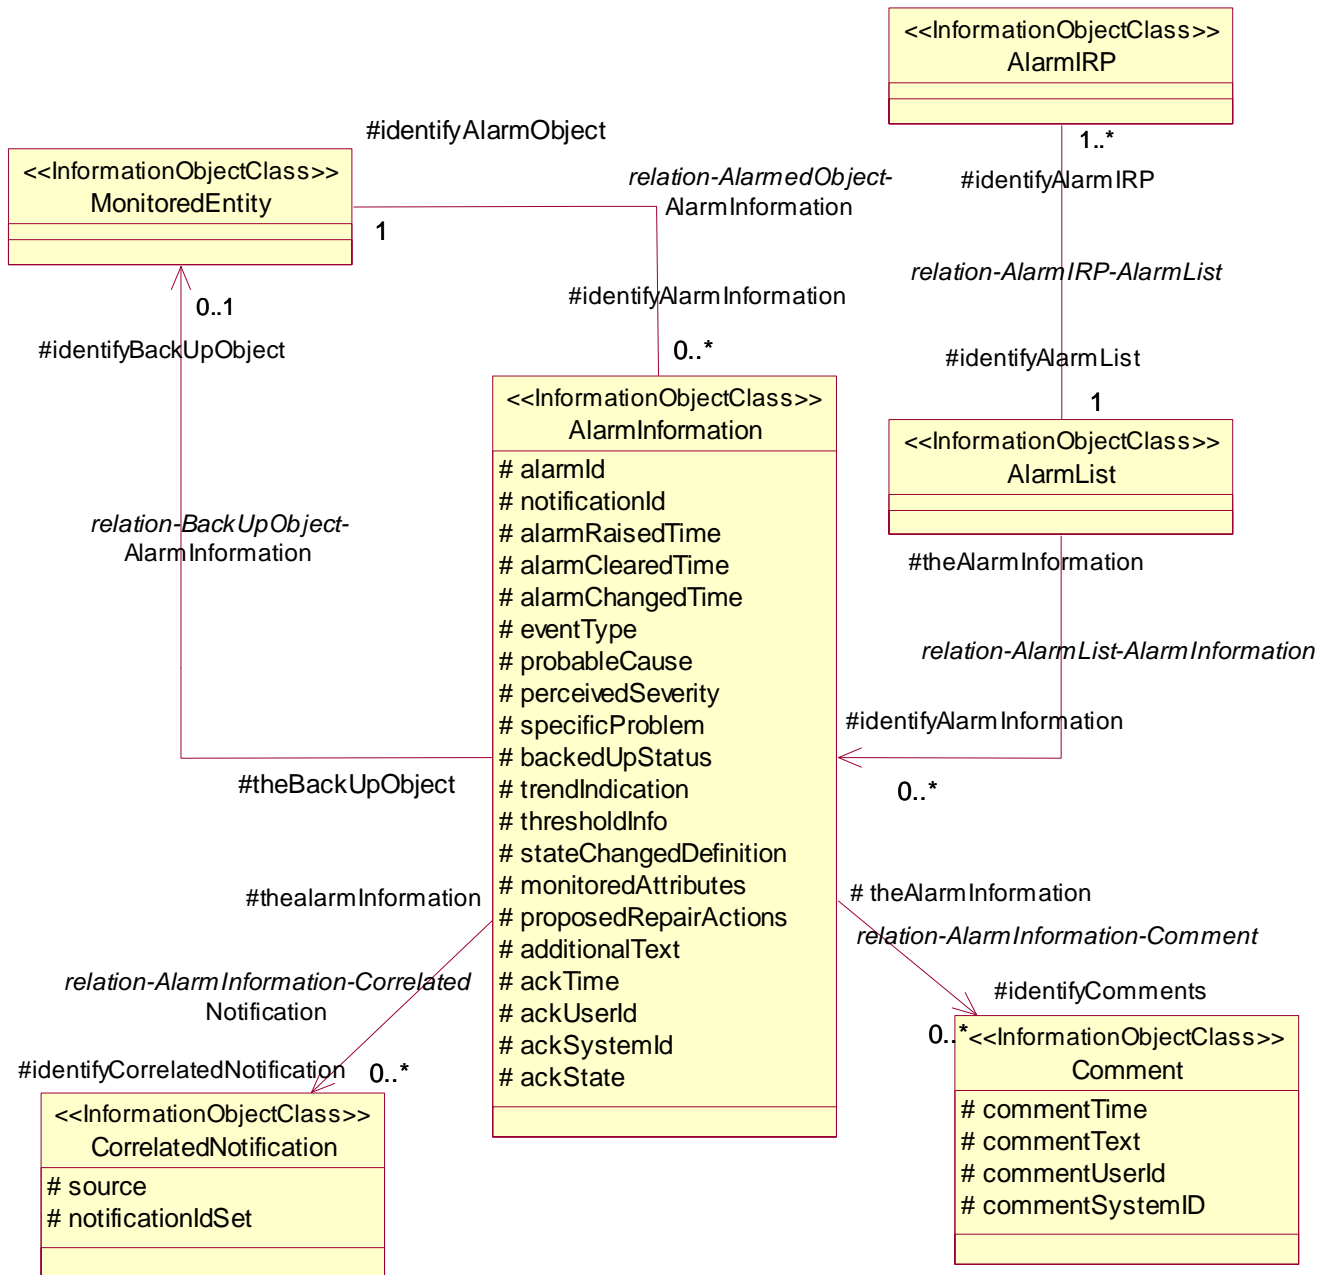 <<InformationObjectClass>>
AlarmIRP
1..*
#identifyAlarmIRP
relation-AlarmIRP-AlarmList
#identifyAlarmList
1
<<InformationObjectClass>>
AlarmList
#theAlarmInformation
relation-AlarmList-AlarmInformation
#identifyAlarmInformation
0..*
#identifyAlarmObject
<<InformationObjectClass>>
MonitoredEntity
1
relation-AlarmedObject-
AlarmInformation
#identifyAlarmInformation
0..*
0..1
#identifyBackUpObject
relation-BackUpObject-
AlarmInformation
#theBackUpObject
<<InformationObjectClass>>
AlarmInformation
# alarmId
# notificationId
# alarmRaisedTime
# alarmClearedTime
# alarmChangedTime
# eventType
# probableCause
# perceivedSeverity
# specificProblem
# backedUpStatus
# trendIndication
# thresholdInfo
# stateChangedDefinition
# monitoredAttributes
# proposedRepairActions
# additionalText
# ackTime
# ackUserId
# ackSystemId
# ackState
#thealarmInformation
relation-AlarmInformation-Correlated
Notification
#identifyCorrelatedNotification
0..*
<<InformationObjectClass>>
CorrelatedNotification
# source
# notificationIdSet
# theAlarmInformation
relation-AlarmInformation-Comment
#identifyComments
0..*
<<InformationObjectClass>>
Comment
# commentTime
# commentText
# commentUserId
# commentSystemID